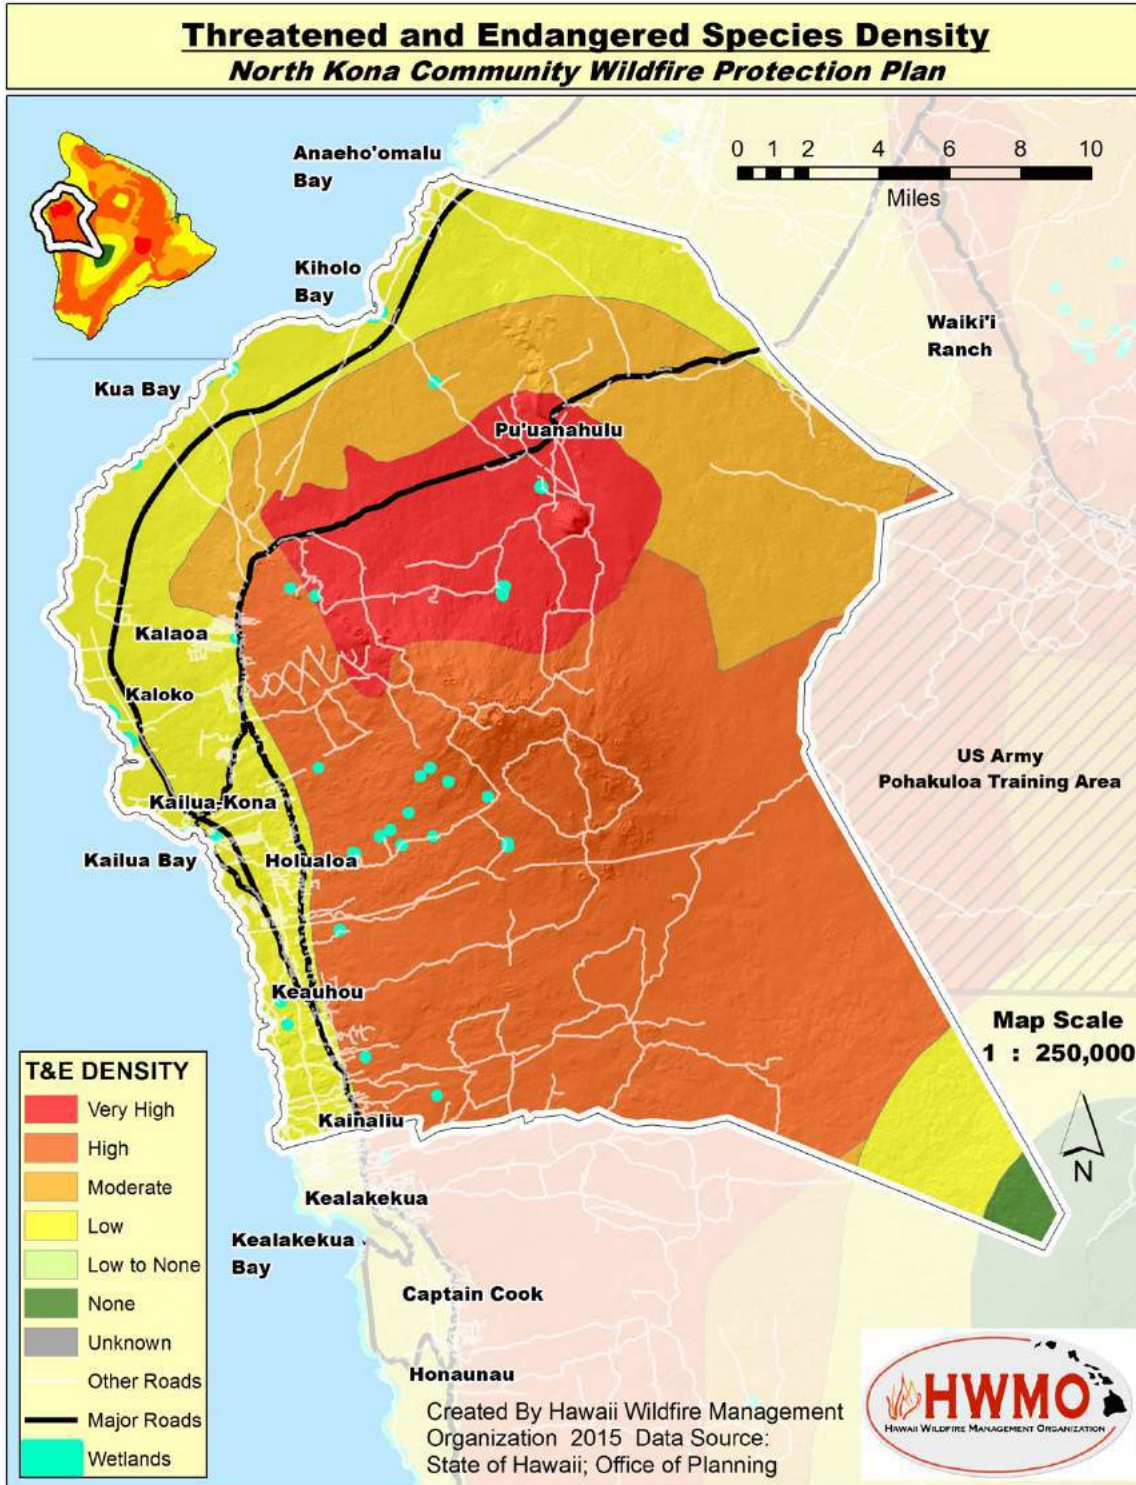 Threatened and Endangered Species Density
North Kona Community Wildfire Protection Plan
Anaeho'omalu
Bay
0 1 2 4 6 8 10
Miles
Kiholo
Bay
Waiki'i
Ranch
Kua Bay
Pu'uanahulu
Kalaoa
Kaloko
US Army
Pohakuloa Training Area
Kailua-Kona
Kailua Bay
Holualoa
Keauhou
Map Scale
1 : 250,000
N
Kainaliu
T&E DENSITY
Very High
High
Moderate
Low
Low to None
None
Unknown
Other Roads
Major Roads
Wetlands
Kealakekua
Kealakekua
Bay
Captain Cook
Honaunau
Created By Hawaii Wildfire Management
Organization 2015 Data Source:
State of Hawaii; Office of Planning
HWMO
HAWAII WILDFIRE MANAGEMENT ORGANIZATION